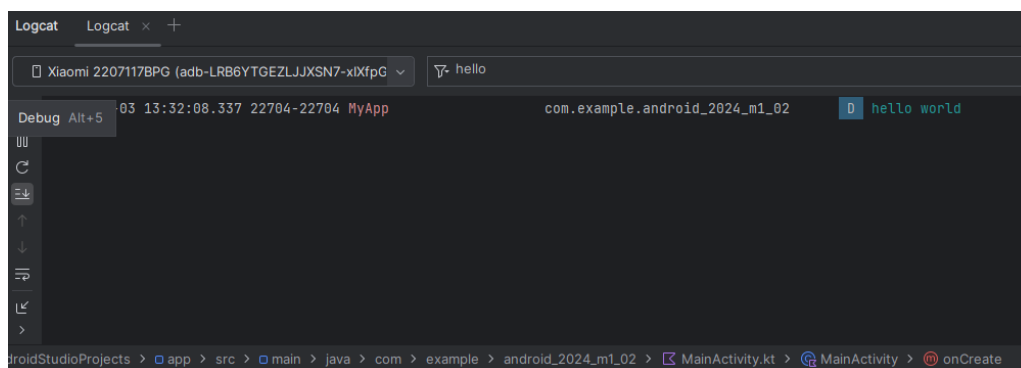 Logcat Logcat × +
Xiaomi 2207117BPG (adb-LRB6YTGEZLJJXSN7-xIXfpG hello
-03 13:32:08.337 22704-22704 MyApp com.example.android_2024_m1_02 D hello world
Debug Alt+5
droidStudioProjects > app > src > main > java > com > example > android_2024_m1_02 > MainActivity.kt > MainActivity > onCreate